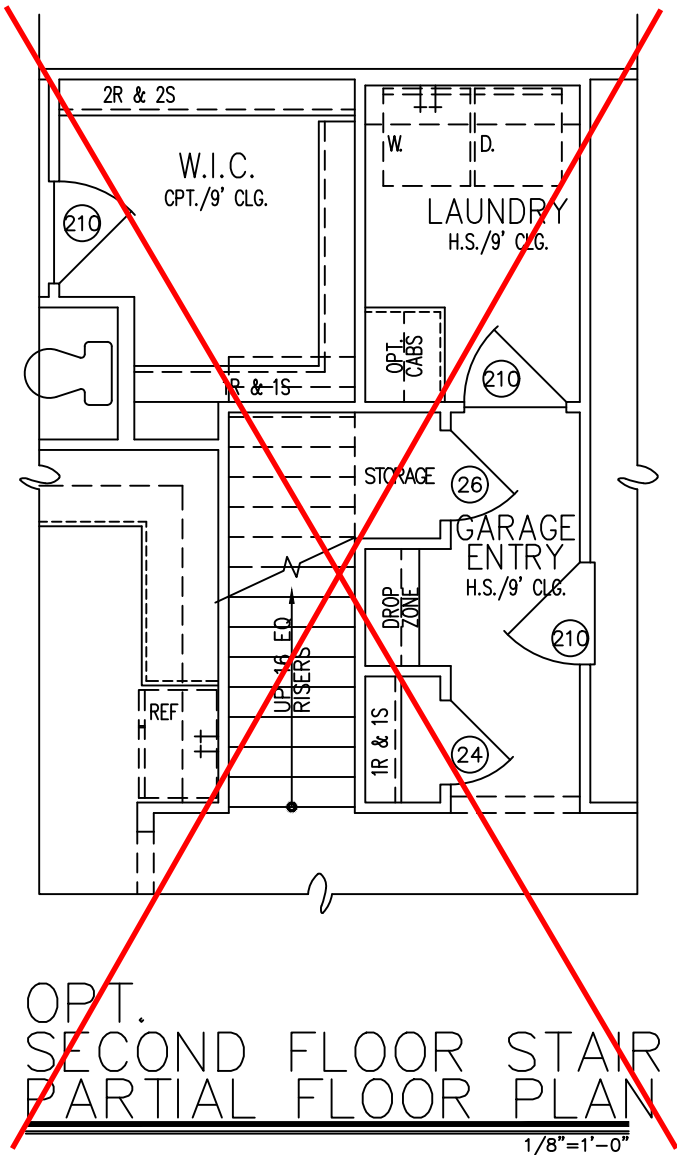 2R & 2S
W.I.C.
CPT./9' CLG.
210
W.
D.
LAUNDRY
H.S./9' CLG.
OPT.
CABS
210
1R & 1S
STORAGE
26
GARAGE
ENTRY
H.S./9' CLG.
DROP
ZONE
210
UP 16 EQ
RISERS
REF
1R & 1S
24
OPT.
SECOND FLOOR STAIR
PARTIAL FLOOR PLAN
1/8"=1'-0"